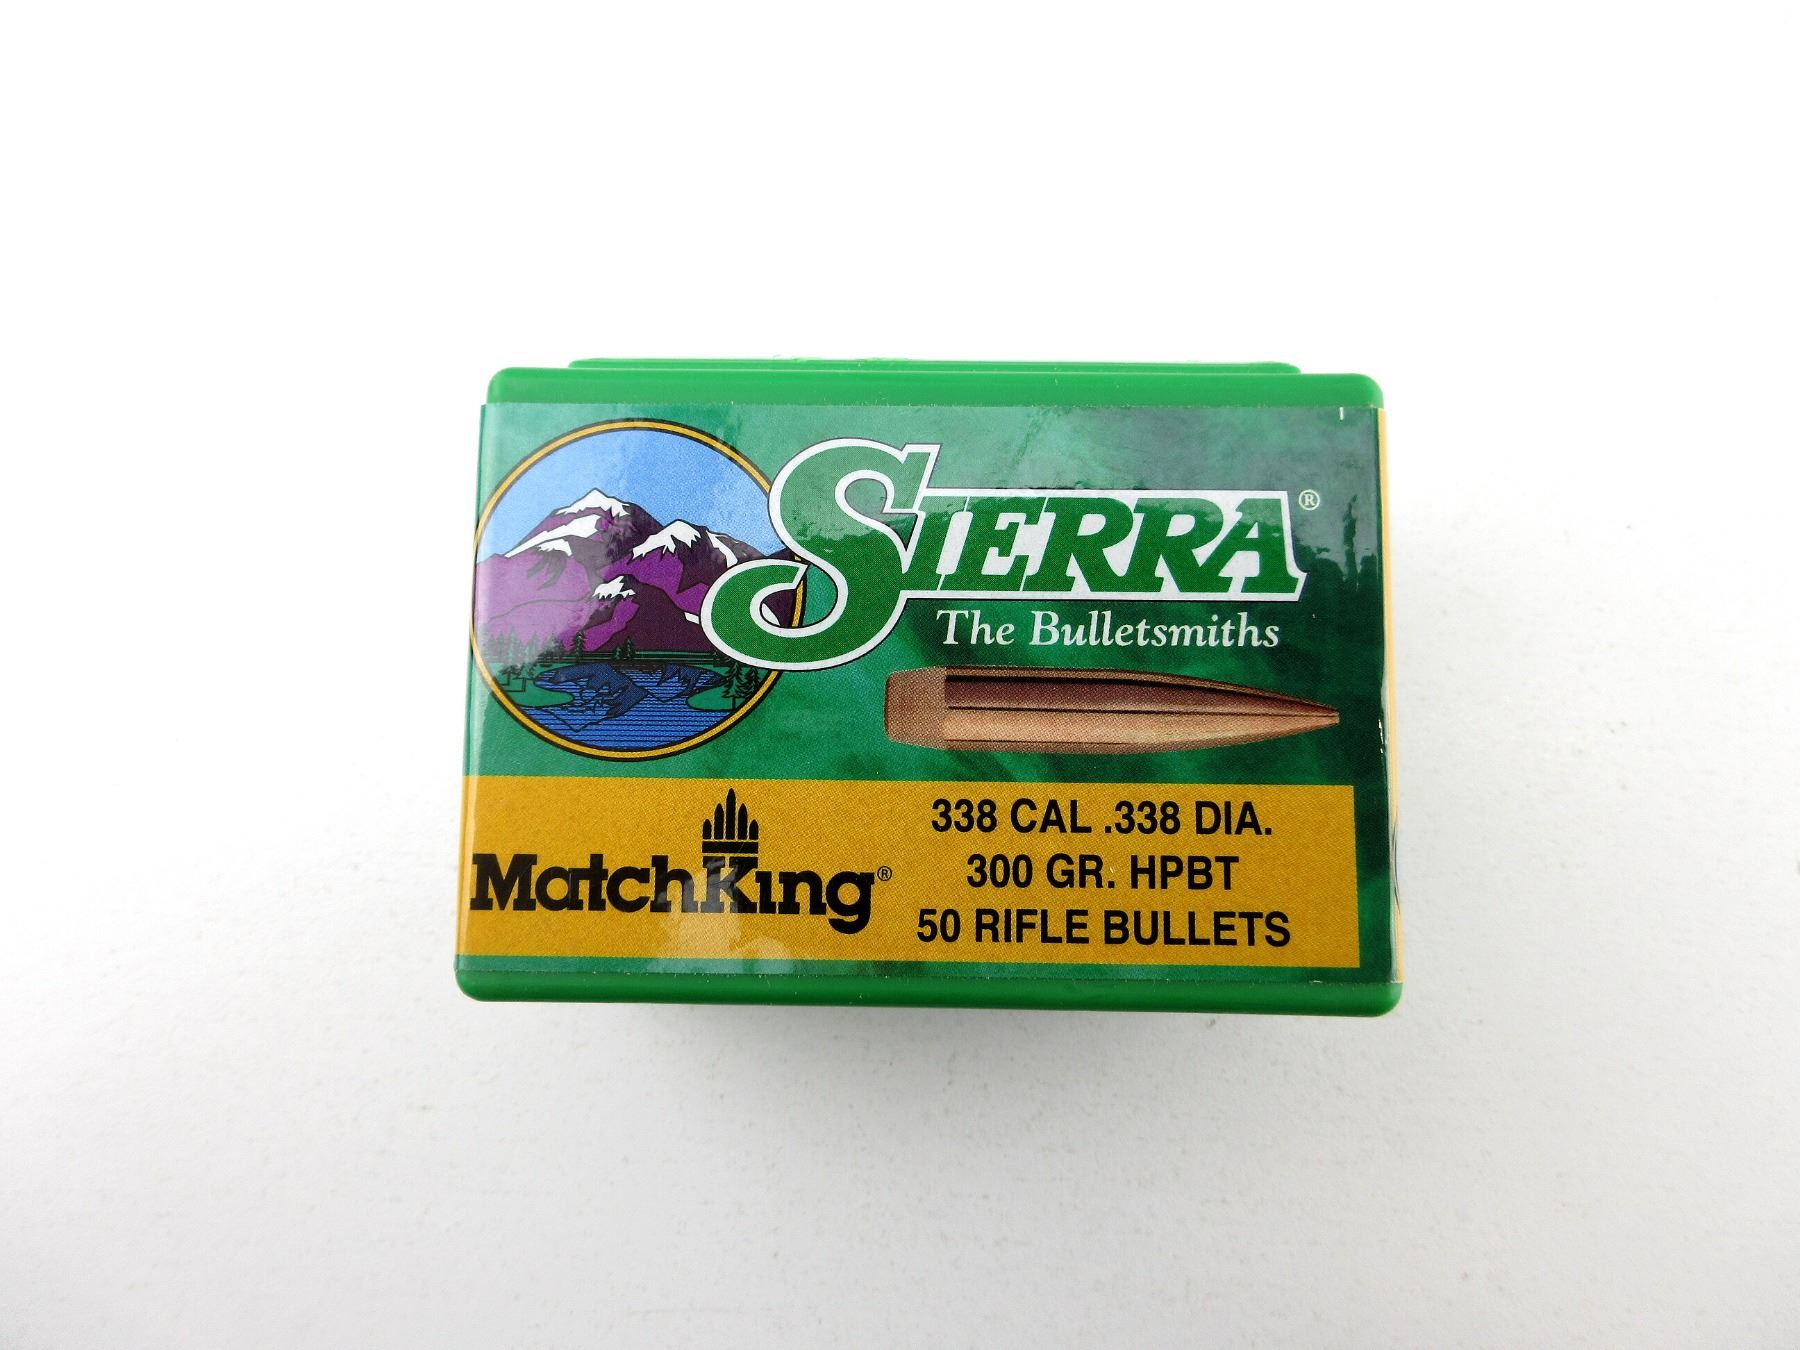 SIERRA®
The Bulletsmiths
MatchKing®
338 CAL .338 DIA.
300 GR. HPBT
50 RIFLE BULLETS